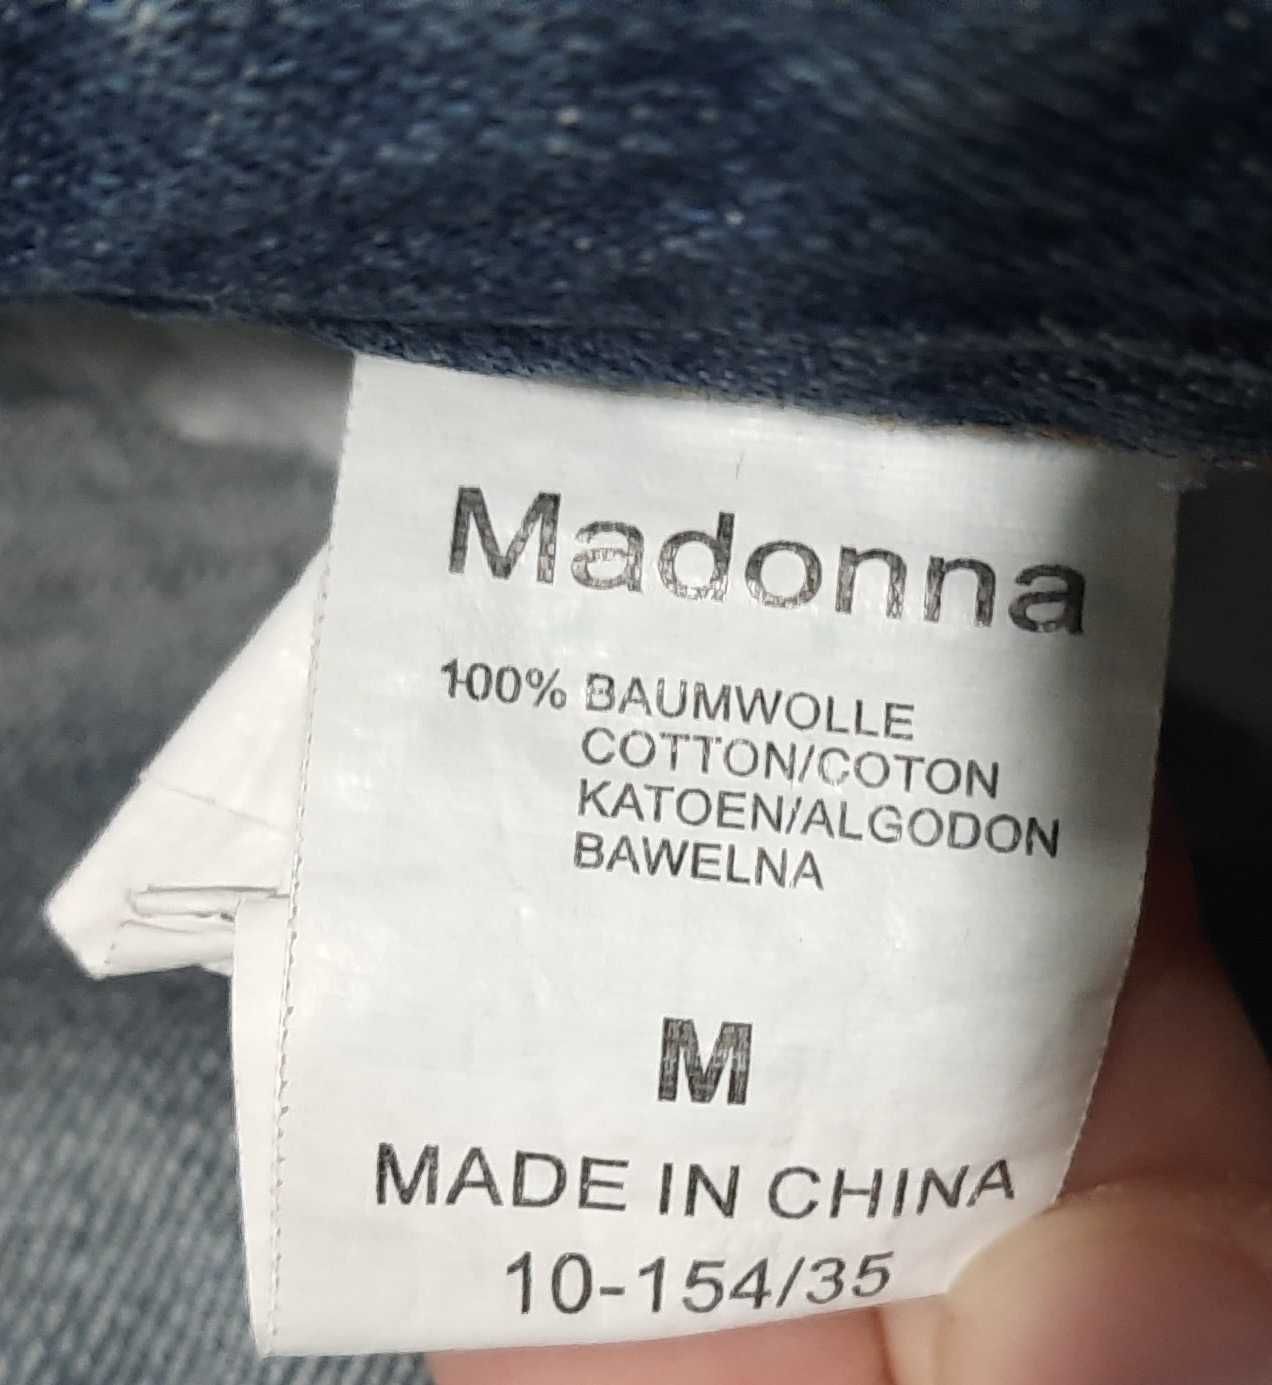 Madonna
100% BAUMWOLLE
COTTON/COTON
KATOEN/ALGODON
BAWELNA
M
MADE IN CHINA
10-154/35